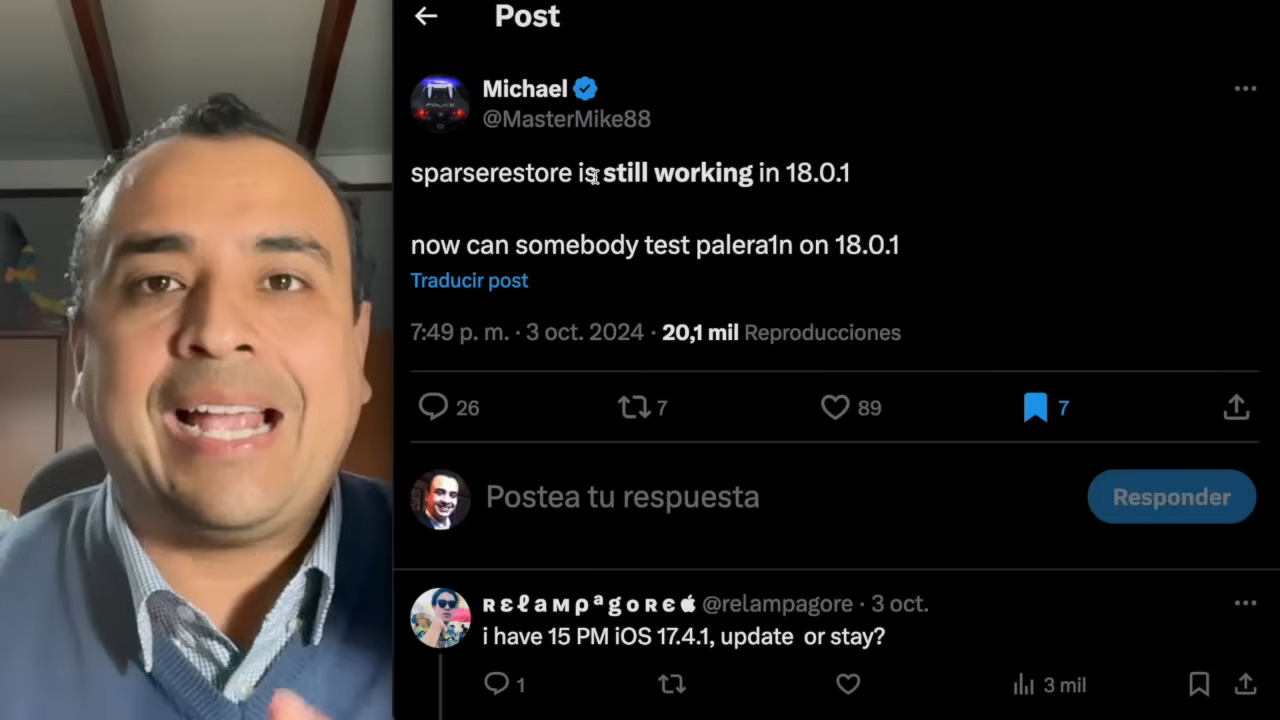 Post
Michael
@MasterMike88
POLICE
sparserestore is still working in 18.0.1
now can somebody test palera1n on 18.0.1
Traducir post
7:49 p. m. · 3 oct. 2024 · 20,1 mil Reproducciones
26 7 89 7
Postea tu respuesta
Responder
ʀɛℓaмρªgoʀє @relampagore · 3 oct.
i have 15 PM iOS 17.4.1, update or stay?
1 3 mil